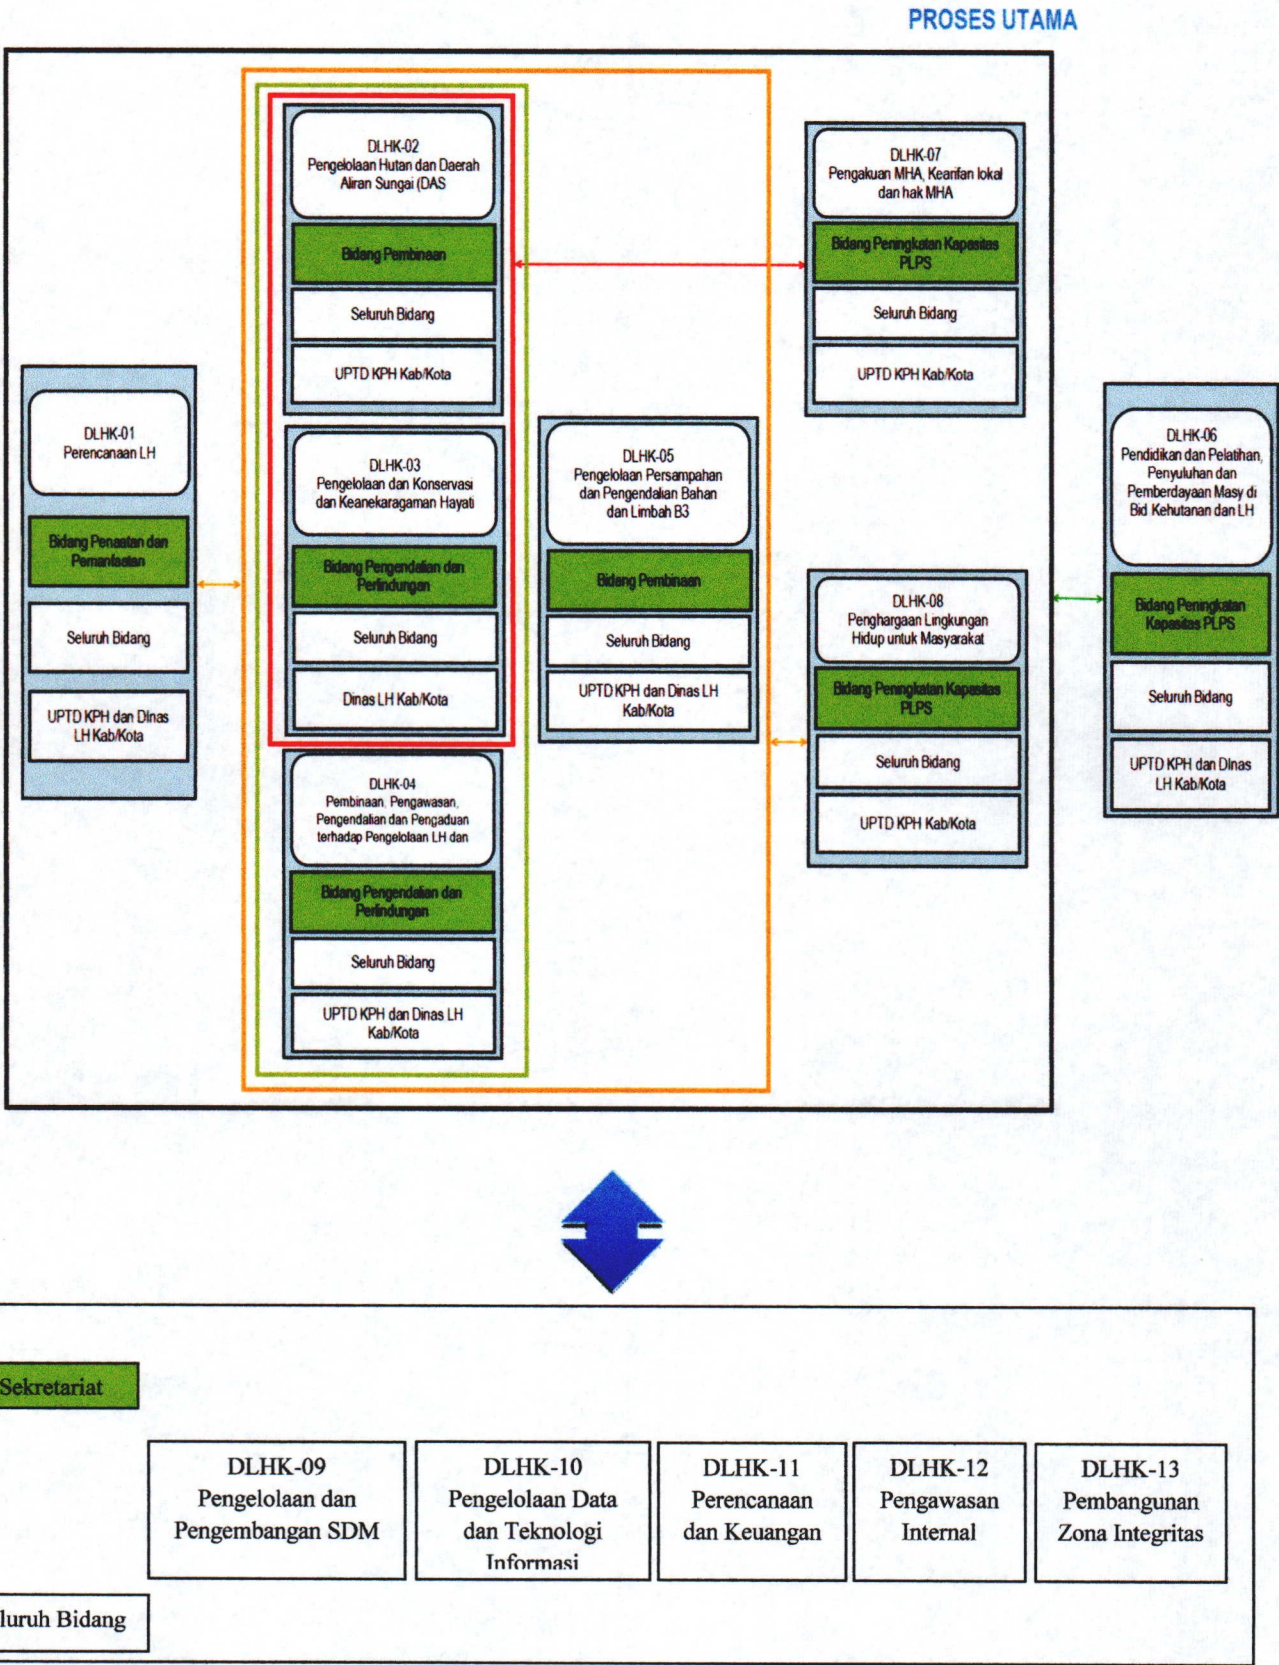 PROSES UTAMA
DLHK-01
Perencanaan LH
Bidang Penaatan dan
Pemanfaatan
Seluruh Bidang
UPTD KPH dan DInas
LH Kab/Kota
DLHK-02
Pengelolaan Hutan dan Daerah
Aliran Sungai (DAS
Bidang Pembinaan
Seluruh Bidang
UPTD KPH Kab/Kota
DLHK-03
Pengelolaan dan Konservasi
dan Keanekaragaman Hayati
Bidang Pengendalian dan
Perlindungan
Seluruh Bidang
Dinas LH Kab/Kota
DLHK-04
Pembinaan, Pengawasan,
Pengendalian dan Pengaduan
terhadap Pengelolaan LH dan
Bidang Pengendalian dan
Perlindungan
Seluruh Bidang
UPTD KPH dan Dinas LH
Kab/Kota
DLHK-05
Pengelolaan Persampahan
dan Pengendalian Bahan
dan Limbah B3
Bidang Pembinaan
Seluruh Bidang
UPTD KPH dan Dinas LH
Kab/Kota
DLHK-07
Pengakuan MHA, Kearifan lokal
dan hak MHA
Bidang Peningkatan Kapasitas
PLPS
Seluruh Bidang
UPTD KPH Kab/Kota
DLHK-08
Penghargaan Lingkungan
Hidup untuk Masyarakat
Bidang Peningkatan Kapasitas
PLPS
Seluruh Bidang
UPTD KPH Kab/Kota
DLHK-06
Pendidikan dan Pelatihan,
Penyuluhan dan
Pemberdayaan Masy di
Bid Kehutanan dan LH
Bidang Peningkatan
Kapasitas PLPS
Seluruh Bidang
UPTD KPH dan DInas
LH Kab/Kota
Sekretariat
DLHK-09
Pengelolaan dan
Pengembangan SDM
DLHK-10
Pengelolaan Data
dan Teknologi
Informasi
DLHK-11
Perencanaan
dan Keuangan
DLHK-12
Pengawasan
Internal
DLHK-13
Pembangunan
Zona Integritas
luruh Bidang